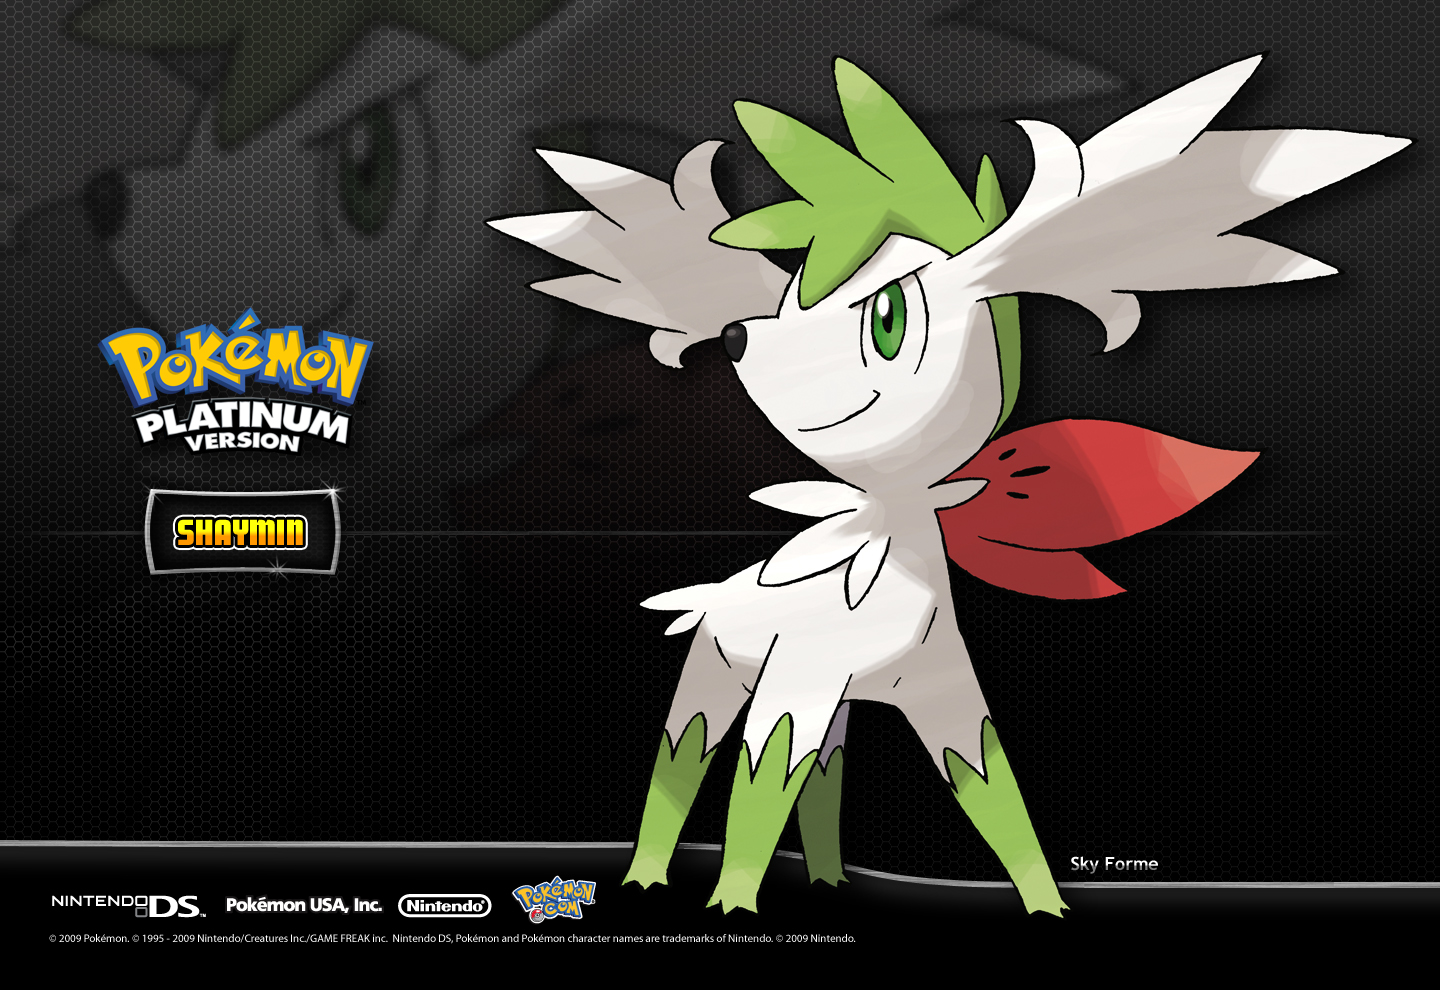 POKéMON
PLATINUM
VERSION
SHAYMIN
Sky Forme
NINTENDO DS™
Pokémon USA, Inc.
Nintendo®
POKéMON
.COM
© 2009 Pokémon. © 1995 - 2009 Nintendo/Creatures Inc./GAME FREAK inc. Nintendo DS, Pokémon and Pokémon character names are trademarks of Nintendo. © 2009 Nintendo.